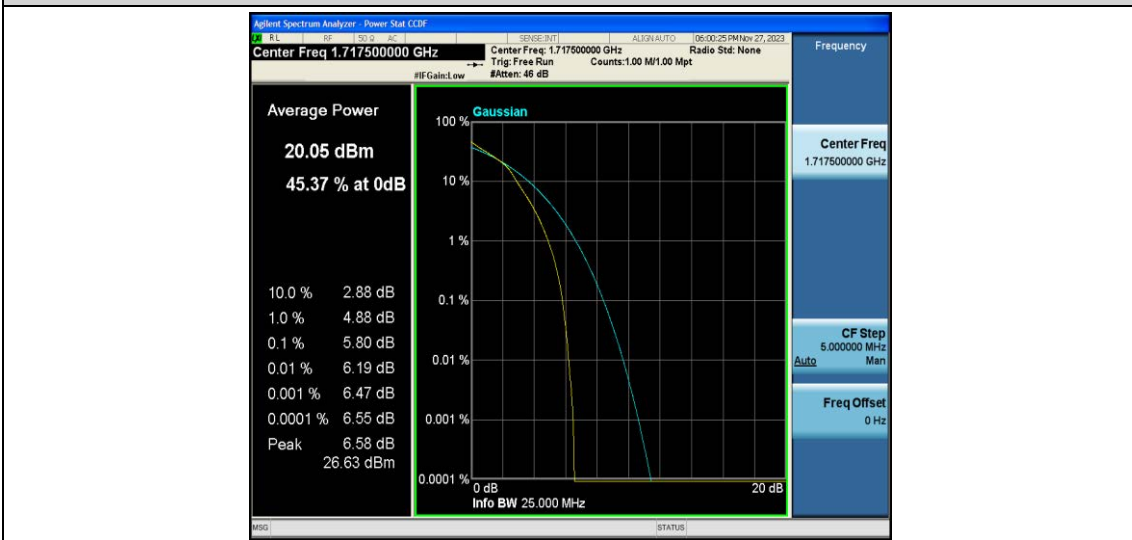 Agilent Spectrum Analyzer - Power Stat CCDF
LXI RL RF 50 Ω AC SENSE:INT ALIGN AUTO 06:00:25 PM Nov 27, 2023
Center Freq 1.717500000 GHz
Center Freq: 1.717500000 GHz Radio Std: None
Trig: Free Run Counts:1.00 M/1.00 Mpt
#IFGain:Low #Atten: 46 dB
Frequency
Average Power
20.05 dBm
45.37 % at 0dB
10.0 % 2.88 dB
1.0 % 4.88 dB
0.1 % 5.80 dB
0.01 % 6.19 dB
0.001 % 6.47 dB
0.0001 % 6.55 dB
Peak 6.58 dB
26.63 dBm
Gaussian
100 %
10 %
1 %
0.1 %
0.01 %
0.001 %
0.0001 %
0 dB 20 dB
Info BW 25.000 MHz
Center Freq
1.717500000 GHz
CF Step
5.000000 MHz
Auto Man
Freq Offset
0 Hz
MSG STATUS